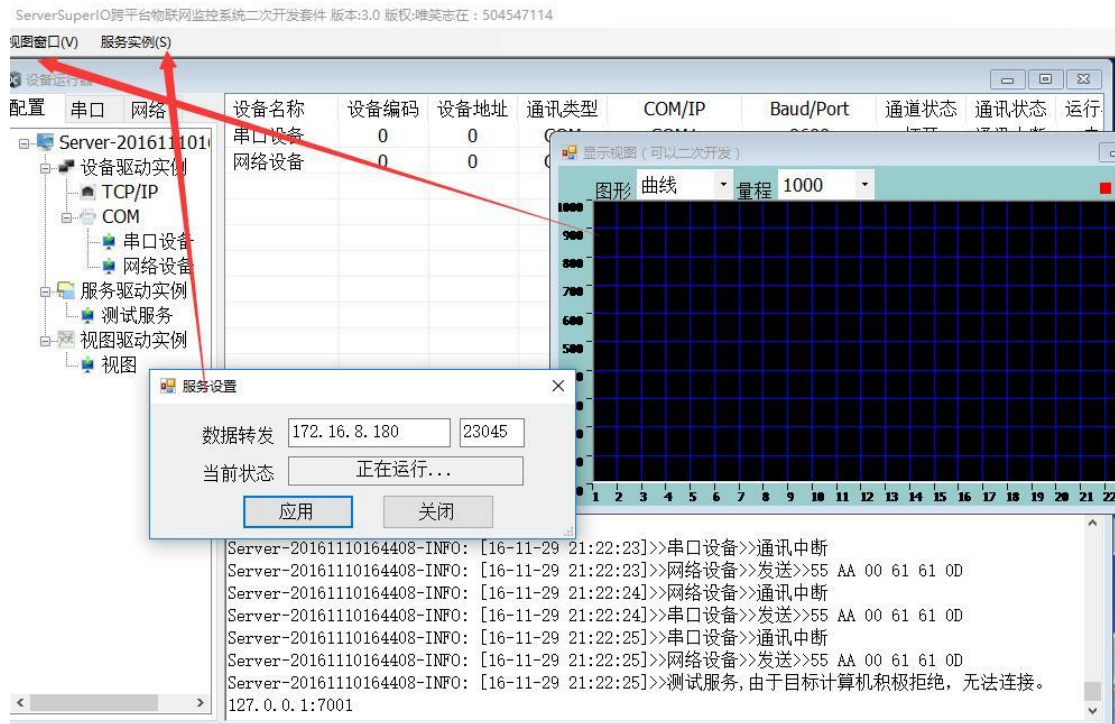 ServerSuperIO跨平台物联网监控系统二次开发套件 版本:3.0 版权:唯笑志在：504547114
视图窗口(V) 服务实例(S)
设备运行器
配置 串口 网络
Server-2016111016
设备驱动实例
TCP/IP
COM
串口设备
网络设备
服务驱动实例
测试服务
视图驱动实例
视图
设备名称 设备编码 设备地址 通讯类型 COM/IP Baud/Port 通道状态 通讯状态 运行
串口设备 0 0
网络设备 0 0
显示视图（可以二次开发）
图形 曲线 量程 1000
1000
900
800
700
600
500
1 2 3 4 5 6 7 8 9 10 11 12 13 14 15 16 17 18 19 20 21 22
服务设置
数据转发 172.16.8.180 23045
当前状态 正在运行...
应用 关闭
Server-20161110164408-INFO: [16-11-29 21:22:23]>>串口设备>>通讯中断
Server-20161110164408-INFO: [16-11-29 21:22:23]>>网络设备>>发送>>55 AA 00 61 61 0D
Server-20161110164408-INFO: [16-11-29 21:22:24]>>网络设备>>通讯中断
Server-20161110164408-INFO: [16-11-29 21:22:24]>>串口设备>>发送>>55 AA 00 61 61 0D
Server-20161110164408-INFO: [16-11-29 21:22:25]>>串口设备>>通讯中断
Server-20161110164408-INFO: [16-11-29 21:22:25]>>网络设备>>发送>>55 AA 00 61 61 0D
Server-20161110164408-INFO: [16-11-29 21:22:25]>>测试服务,由于目标计算机积极拒绝，无法连接。
127.0.0.1:7001